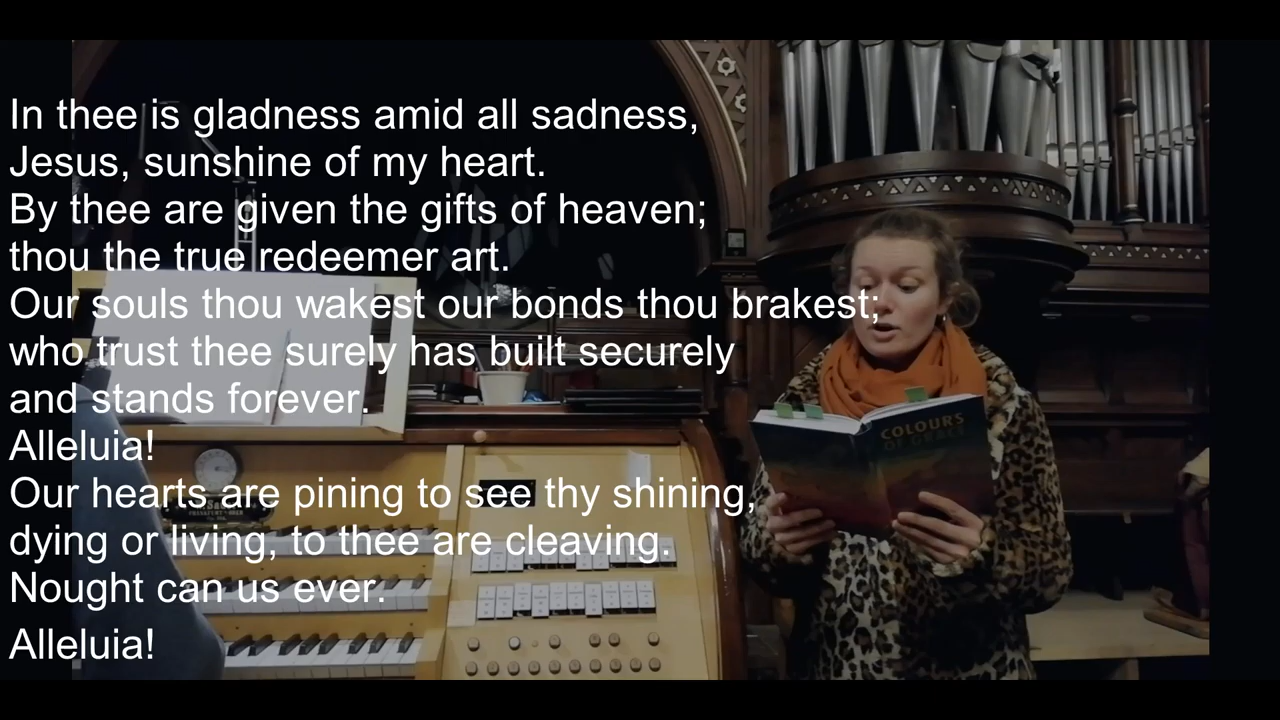 In thee is gladness amid all sadness,
Jesus, sunshine of my heart.
By thee are given the gifts of heaven;
thou the true redeemer art.
Our souls thou wakest our bonds thou brakest;
who trust thee surely has built securely
and stands forever.
Alleluia!
Our hearts are pining to see thy shining,
dying or living, to thee are cleaving.
Nought can us ever.
Alleluia!
COLOURS
OF GRACE